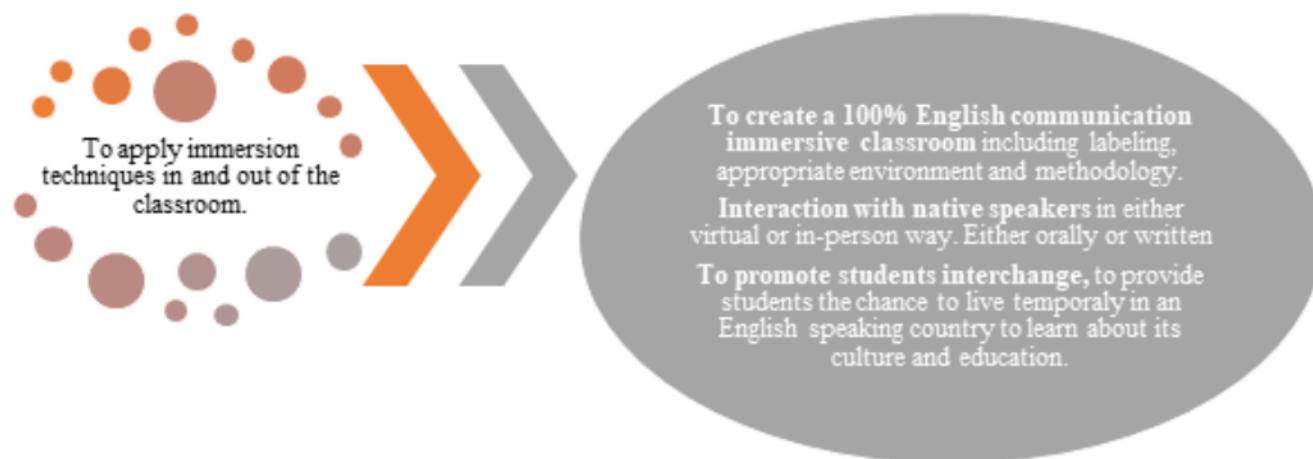 To apply immersion
techniques in and out of the
classroom.
To create a 100% English communication
immersive classroom including labeling,
appropriate environment and methodology.
Interaction with native speakers in either
virtual or in-person way. Either orally or written
To promote students interchange, to provide
students the chance to live temporaly in an
English speaking country to learn about its
culture and education.